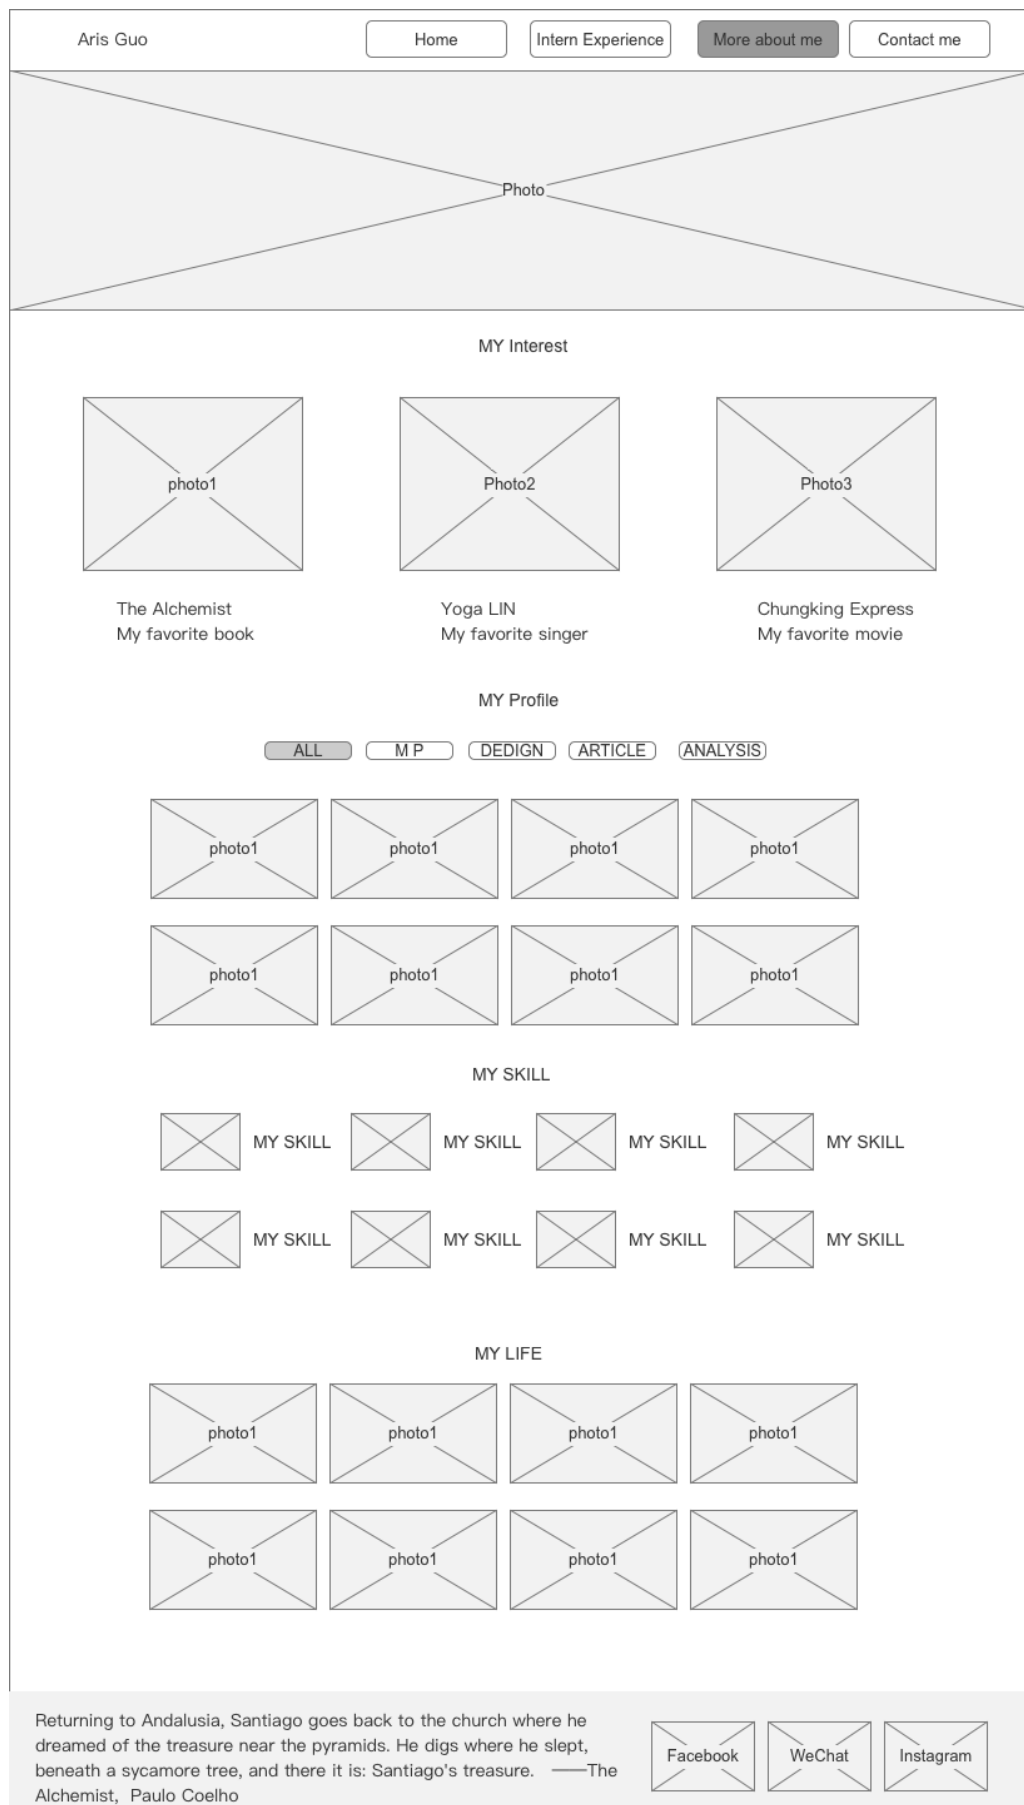 Aris Guo
Home
Intern Experience
More about me
Contact me
Photo
MY Interest
photo1
Photo2
Photo3
The Alchemist
My favorite book
Yoga LIN
My favorite singer
Chungking Express
My favorite movie
MY Profile
ALL
M P
DEDIGN
ARTICLE
ANALYSIS
photo1
photo1
photo1
photo1
photo1
photo1
photo1
photo1
MY SKILL
MY SKILL
MY SKILL
MY SKILL
MY SKILL
MY SKILL
MY SKILL
MY SKILL
MY SKILL
MY LIFE
photo1
photo1
photo1
photo1
photo1
photo1
photo1
photo1
Returning to Andalusia, Santiago goes back to the church where he
dreamed of the treasure near the pyramids. He digs where he slept,
beneath a sycamore tree, and there it is: Santiago's treasure. ——The
Alchemist, Paulo Coelho
Facebook
WeChat
Instagram